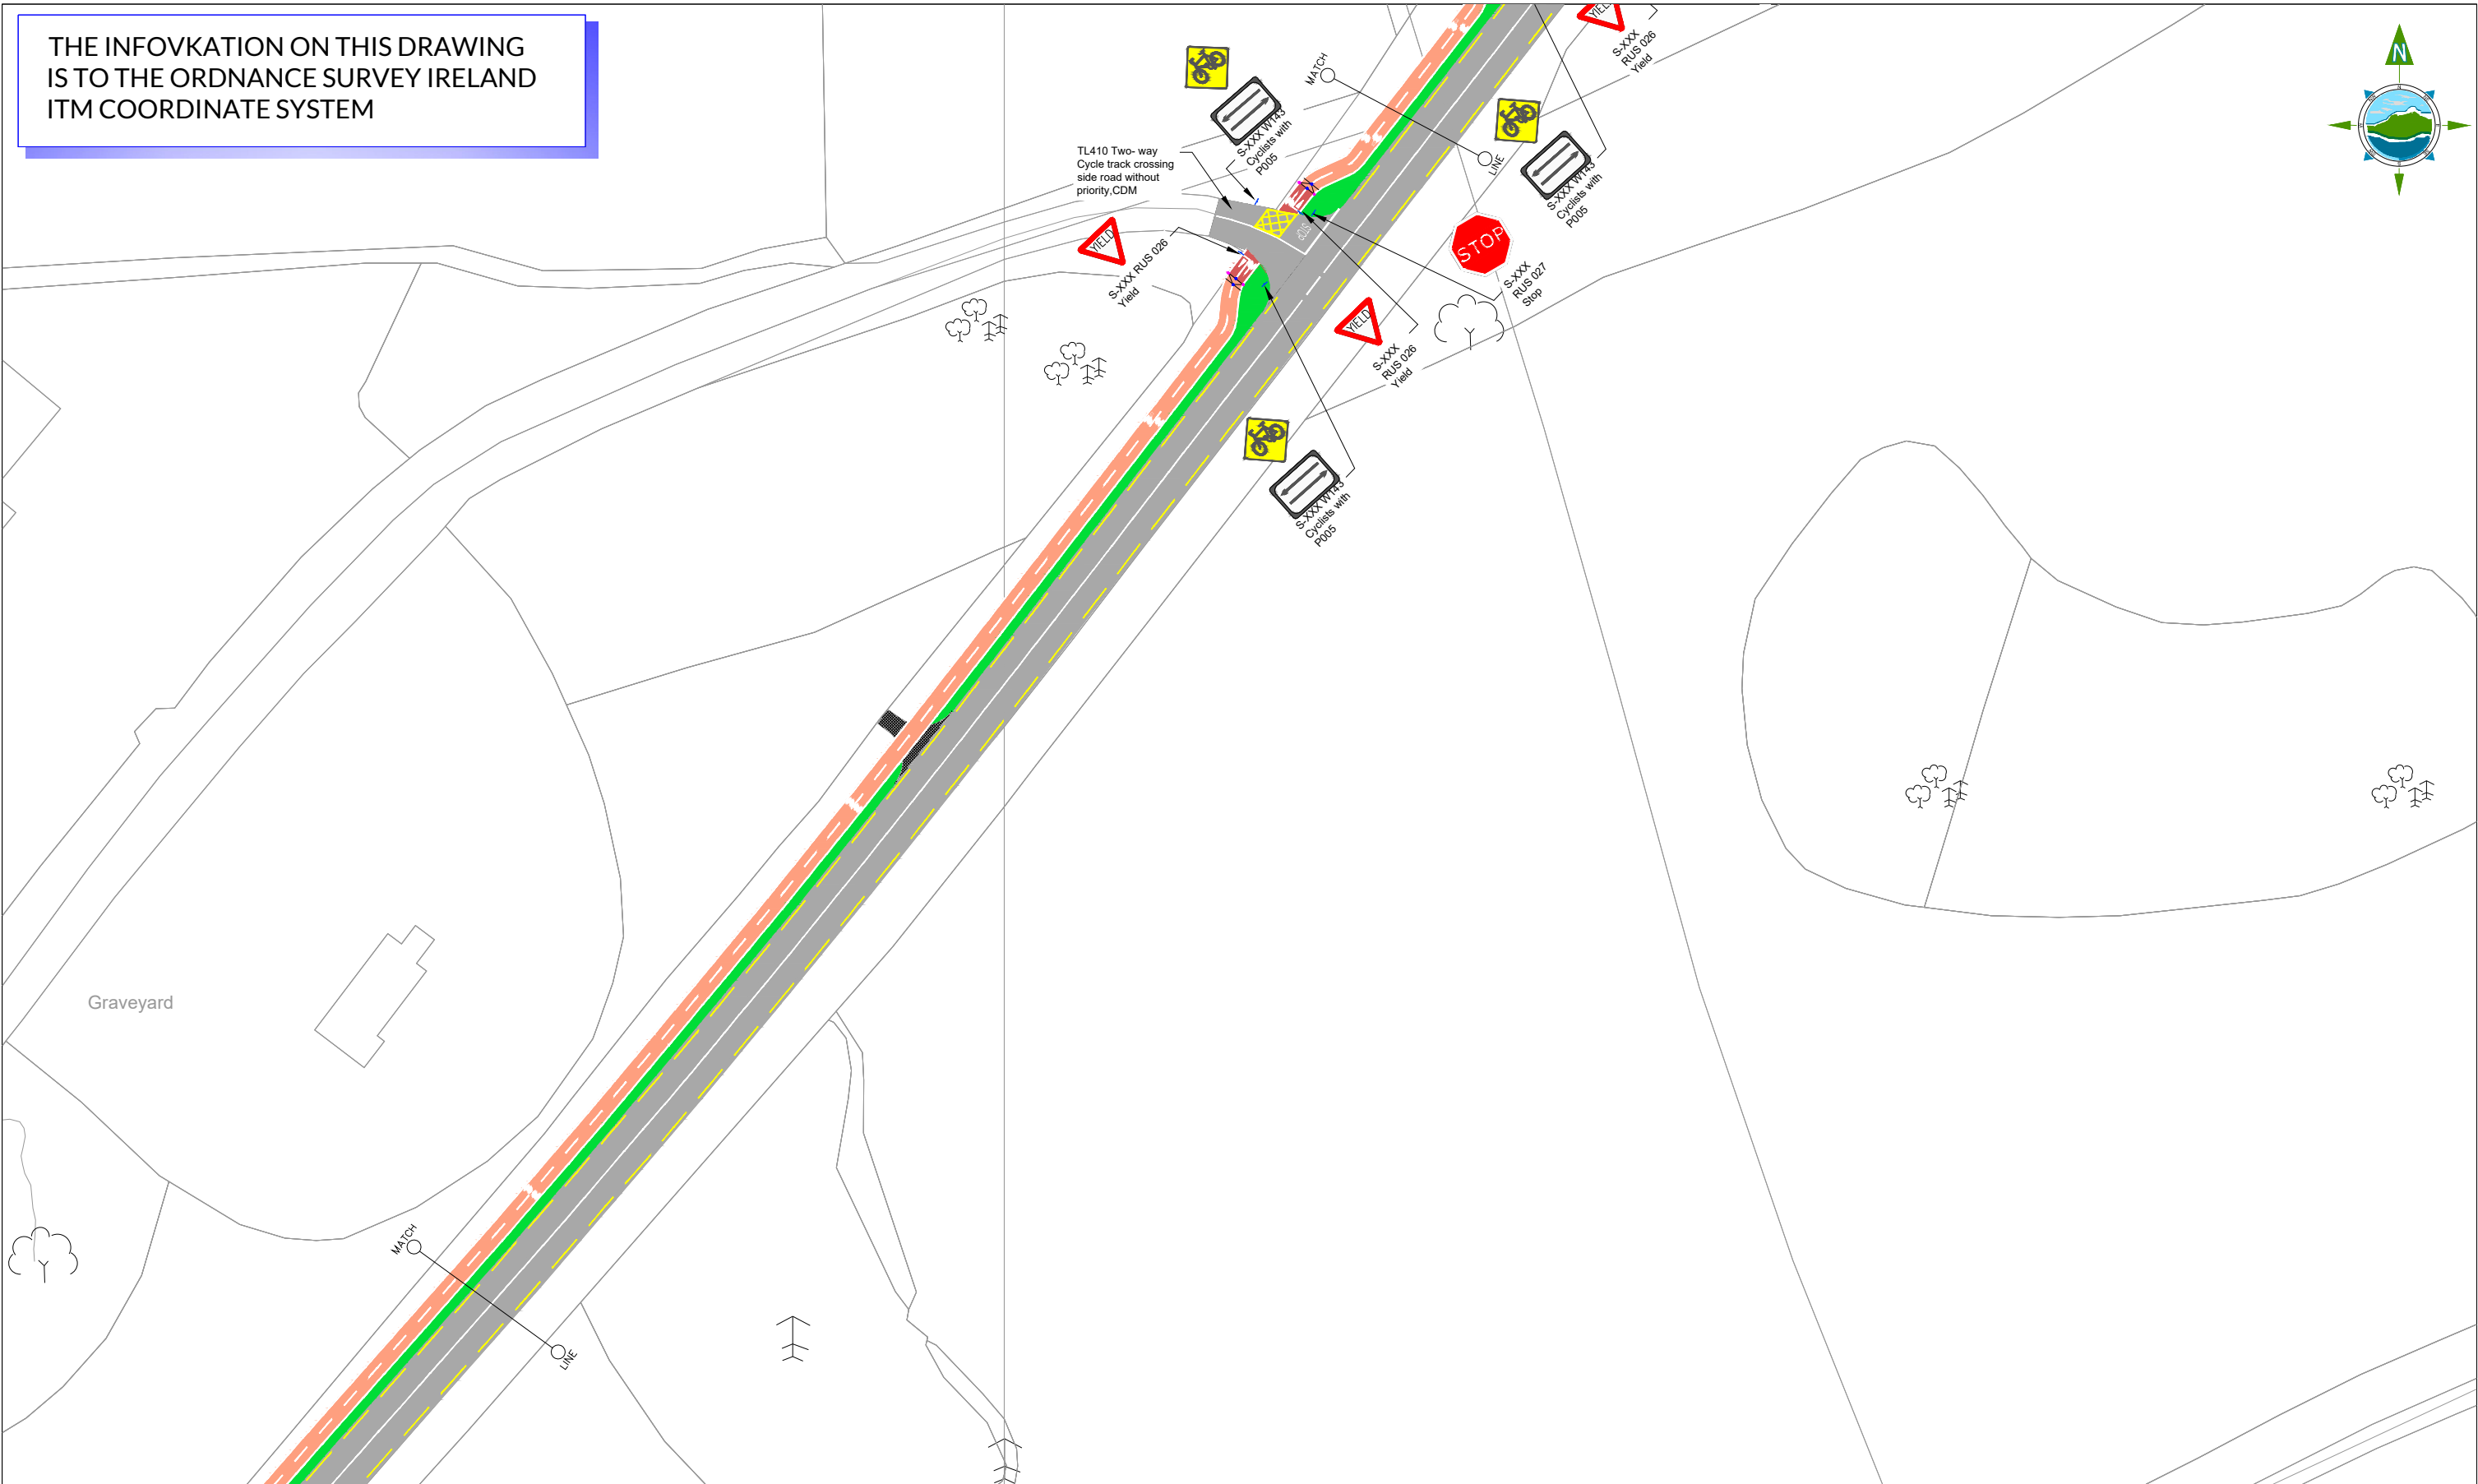 THE INFOVKATION ON THIS DRAWING
IS TO THE ORDNANCE SURVEY IRELAND
ITM COORDINATE SYSTEM
N
YIEL
S-XXX
RUS 026
Yield
MATCH
LINE
S-XXX W143
Cyclists with
P005
S-XXX W143
Cyclists with
P005
TL410 Two- way
Cycle track crossing
side road without
priority,CDM
YIELD
S-XXX RUS 026
Yield
STOP
STOP
S-XXX
RUS 027
Stop
YIELD
S-XXX
RUS 026
Yield
S-XXX W143
Cyclists with
P005
Graveyard
MATCH
LINE